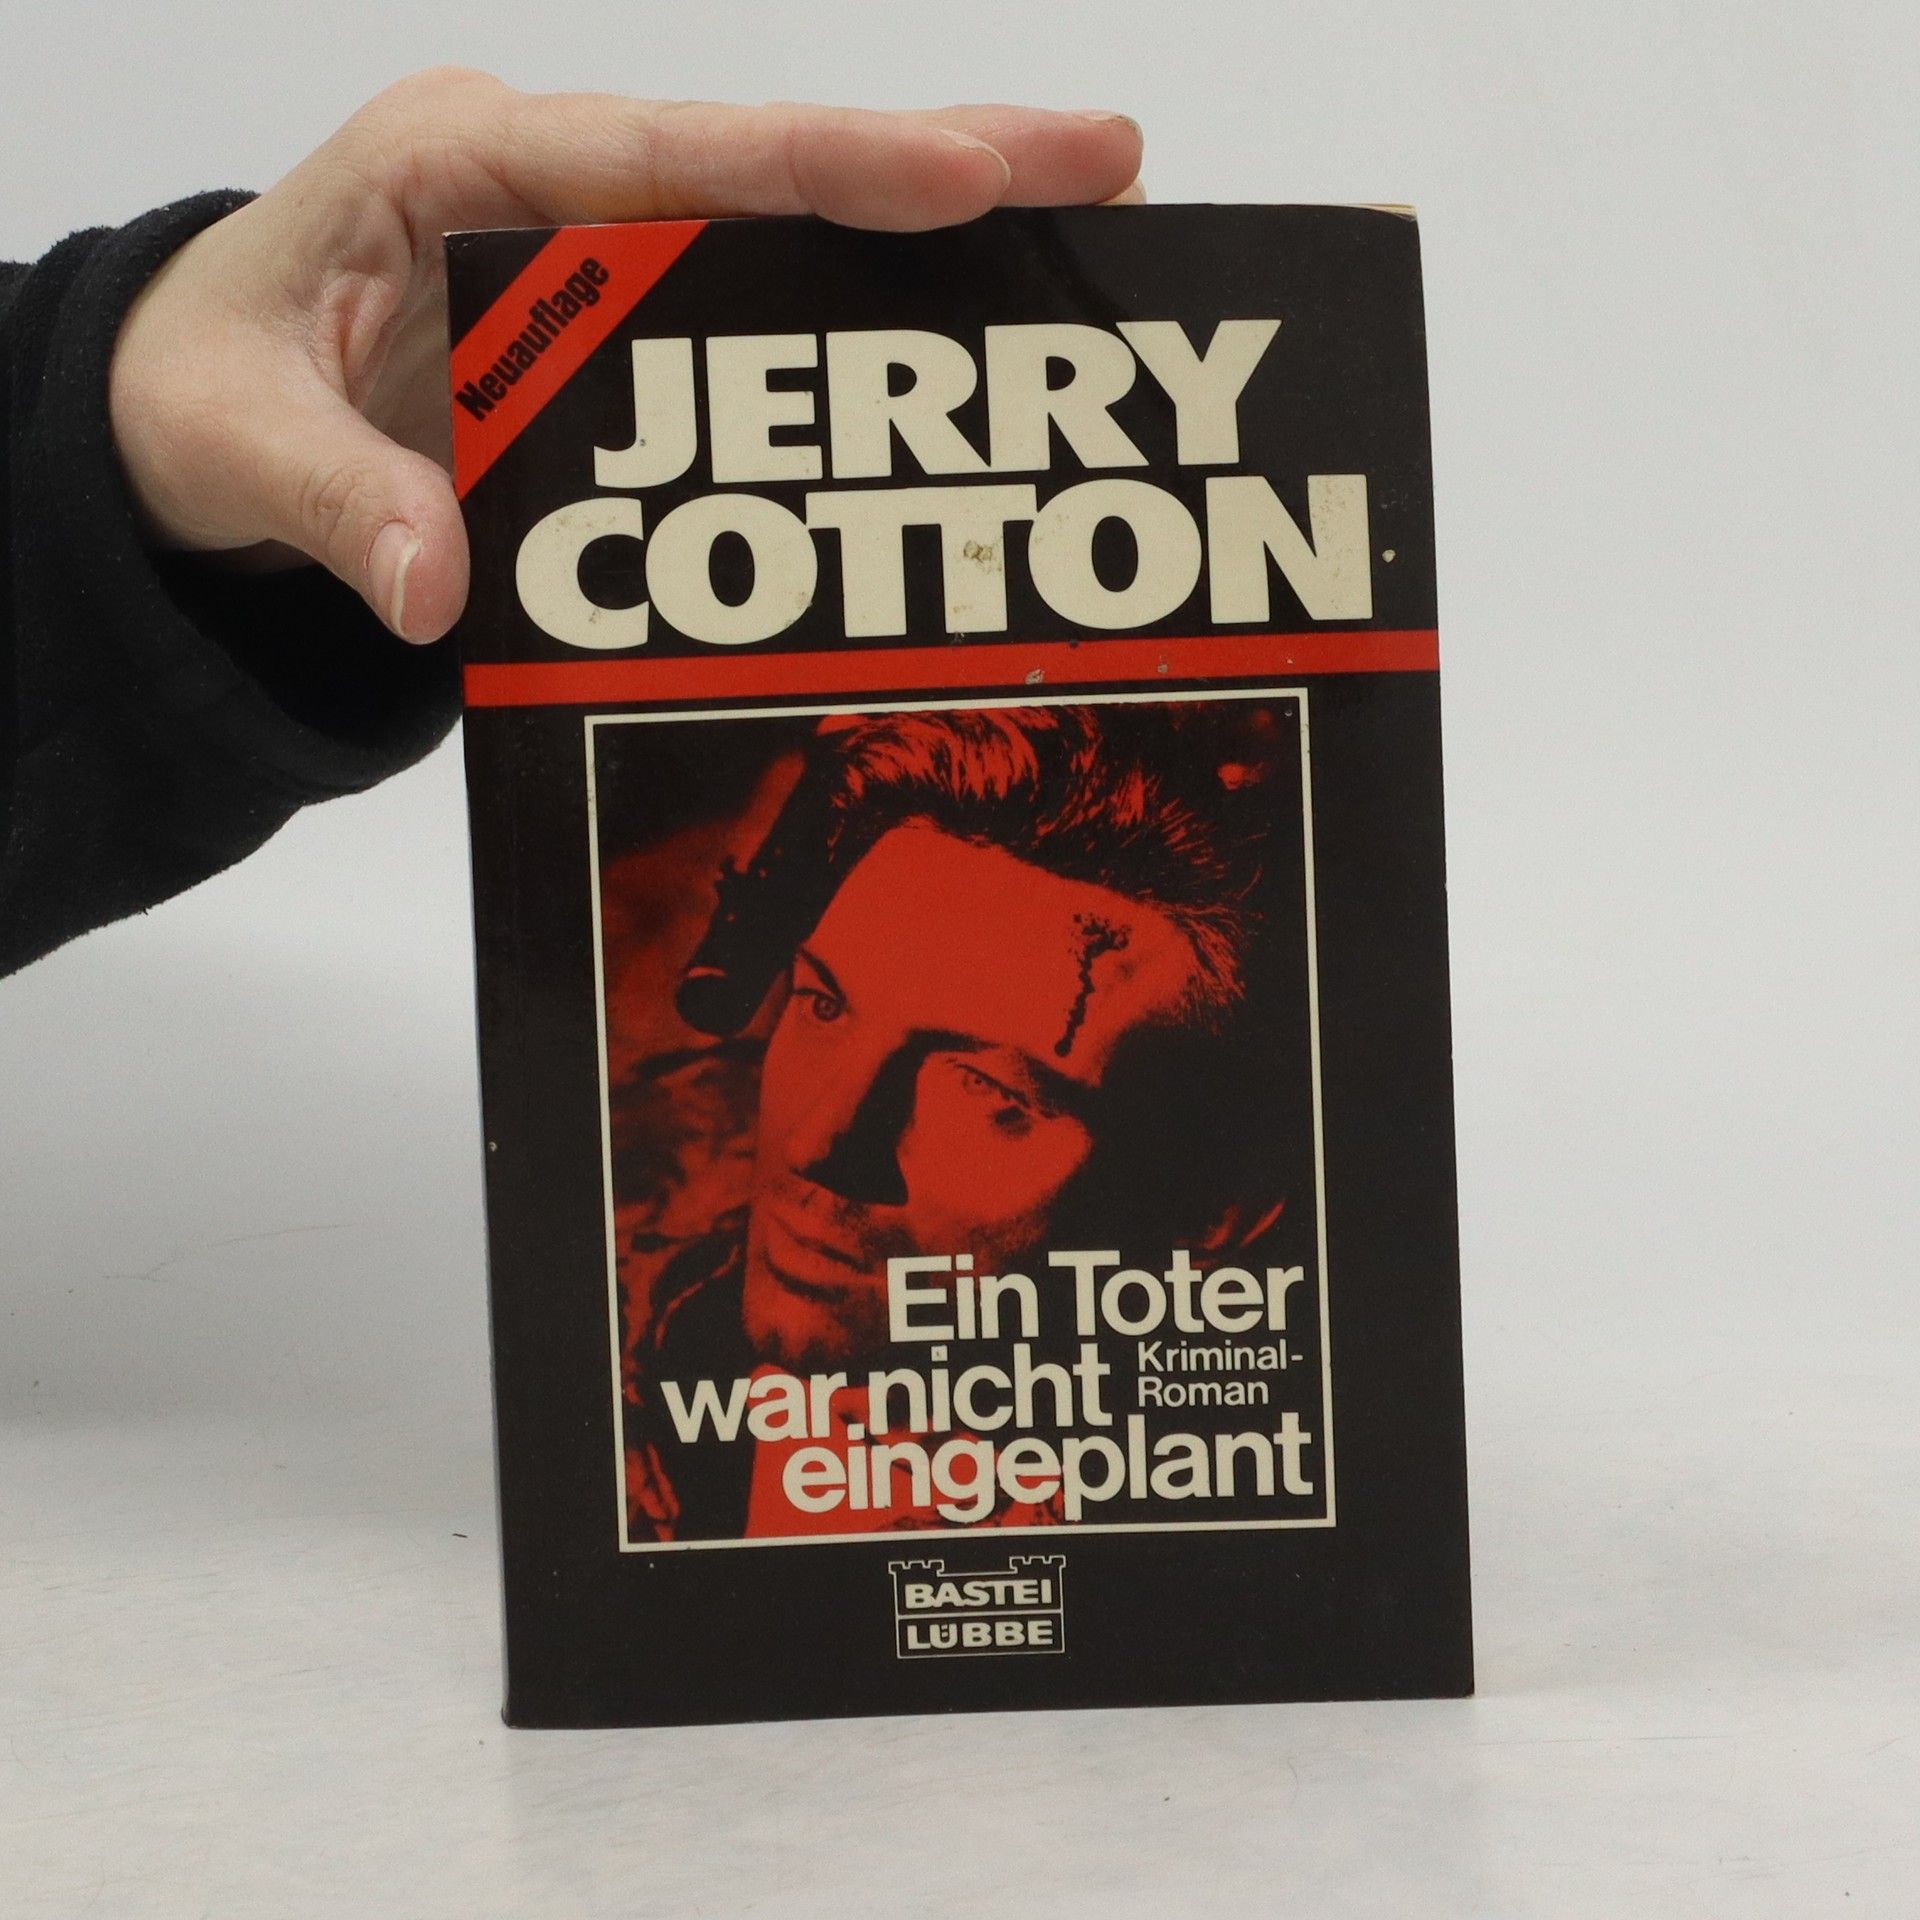 Neuauflage
JERRY
COTTON
Ein Toter
war nicht
Kriminal-
Roman
eingeplant
BASTEI
LÜBBE